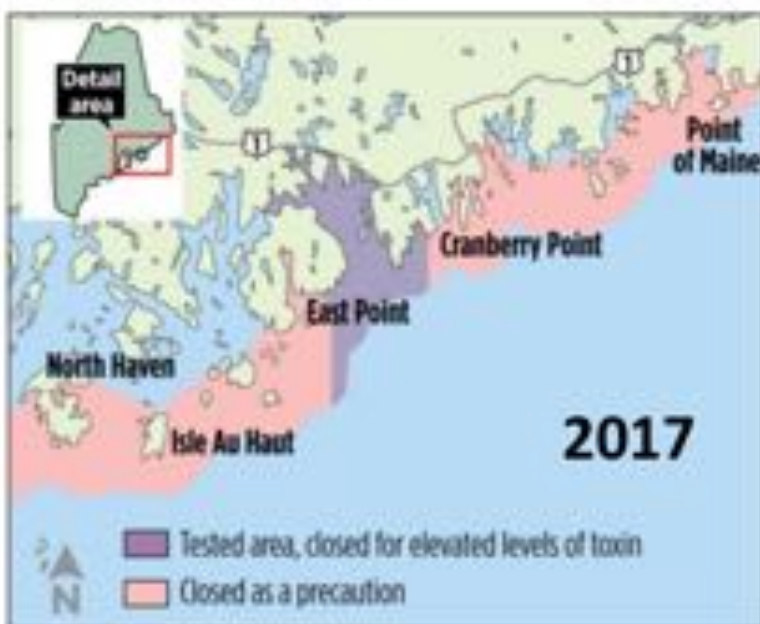 Detail
area
1
1
Point
of Maine
Cranberry Point
East Point
North Haven
Isle Au Haut
2017
Tested area, closed for elevated levels of toxin
Closed as a precaution
N